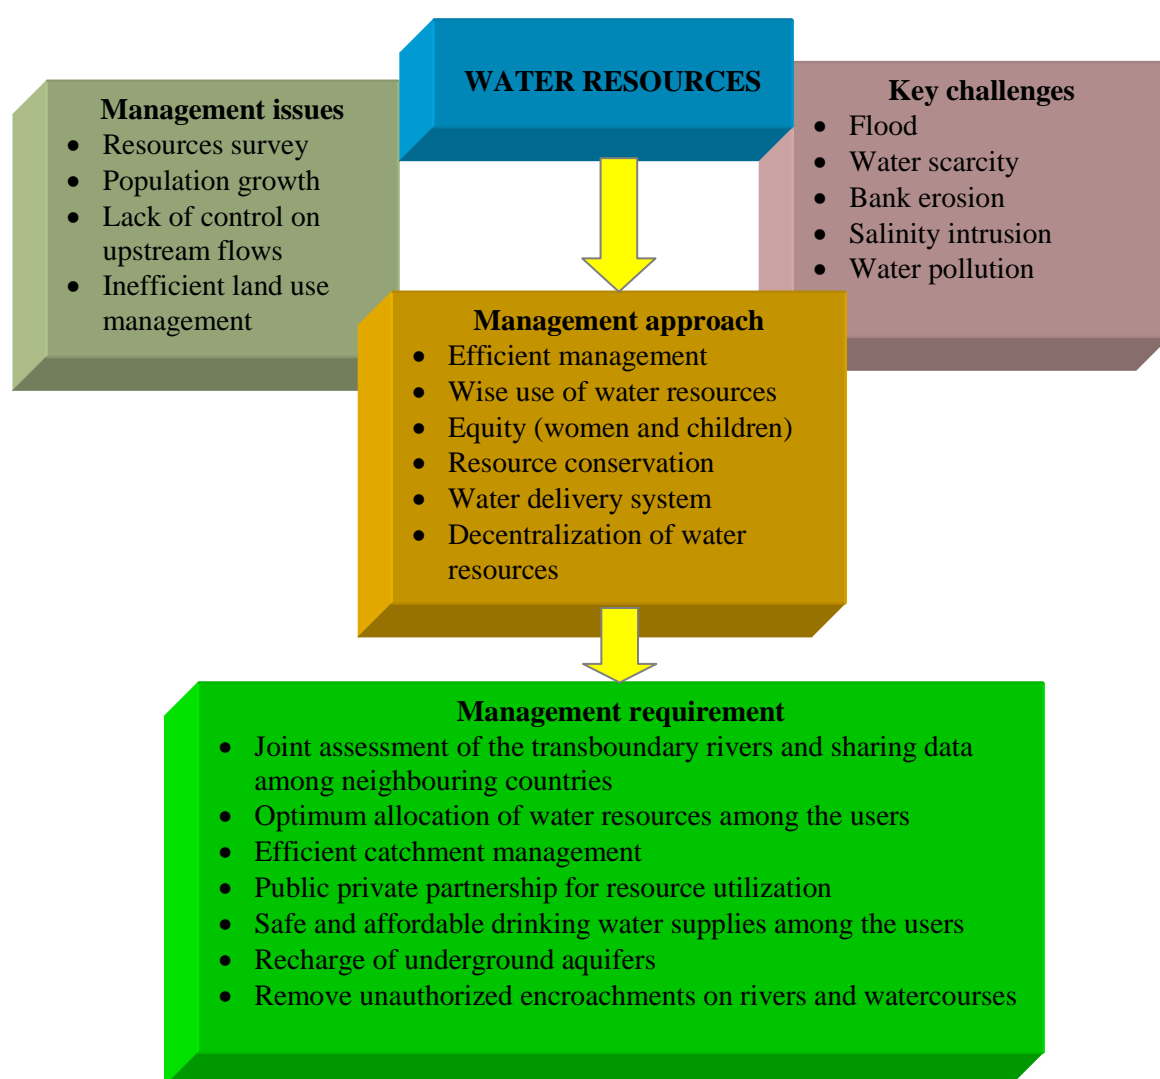 WATER RESOURCES
Management issues
• Resources survey
• Population growth
• Lack of control on
upstream flows
• Inefficient land use
management
Key challenges
• Flood
• Water scarcity
• Bank erosion
• Salinity intrusion
• Water pollution
Management approach
• Efficient management
• Wise use of water resources
• Equity (women and children)
• Resource conservation
• Water delivery system
• Decentralization of water
resources
Management requirement
• Joint assessment of the transboundary rivers and sharing data
among neighbouring countries
• Optimum allocation of water resources among the users
• Efficient catchment management
• Public private partnership for resource utilization
• Safe and affordable drinking water supplies among the users
• Recharge of underground aquifers
• Remove unauthorized encroachments on rivers and watercourses